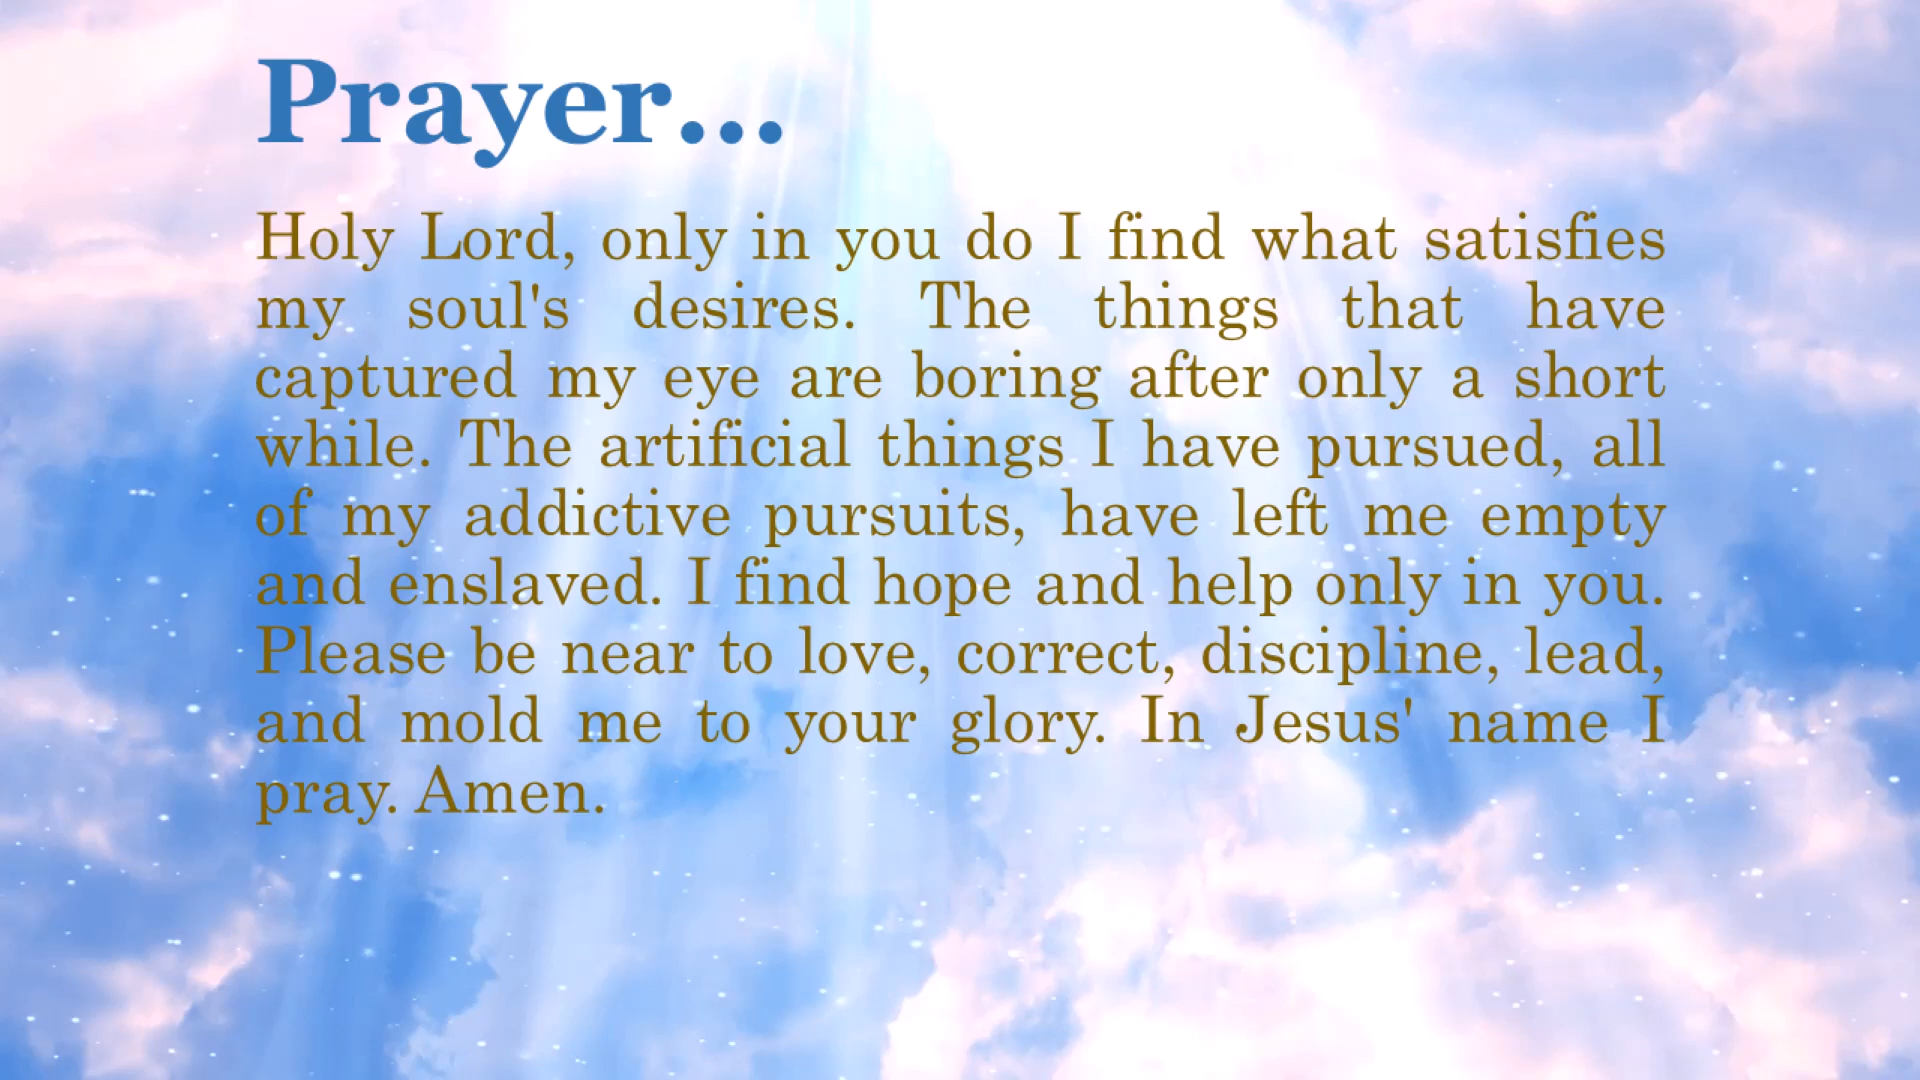 Prayer...
Holy Lord, only in you do I find what satisfies
my soul's desires. The things that have
captured my eye are boring after only a short
while. The artificial things I have pursued, all
of my addictive pursuits, have left me empty
and enslaved. I find hope and help only in you.
Please be near to love, correct, discipline, lead,
and mold me to your glory. In Jesus' name I
pray. Amen.